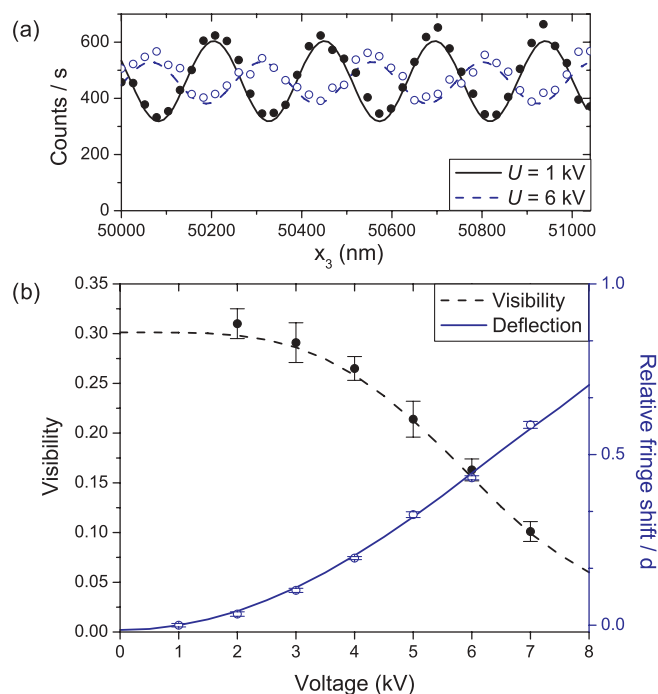 (a)
600
400
200
0
Counts / s
U = 1 kV
U = 6 kV
50000 50200 50400 50600 50800 51000
x3 (nm)
(b)
0.35
0.30
0.25
0.20
0.15
0.10
0.05
0.00
Visibility
Visibility
Deflection
1.0
0.5
0.0
Relative fringe shift / d
0 1 2 3 4 5 6 7 8
Voltage (kV)